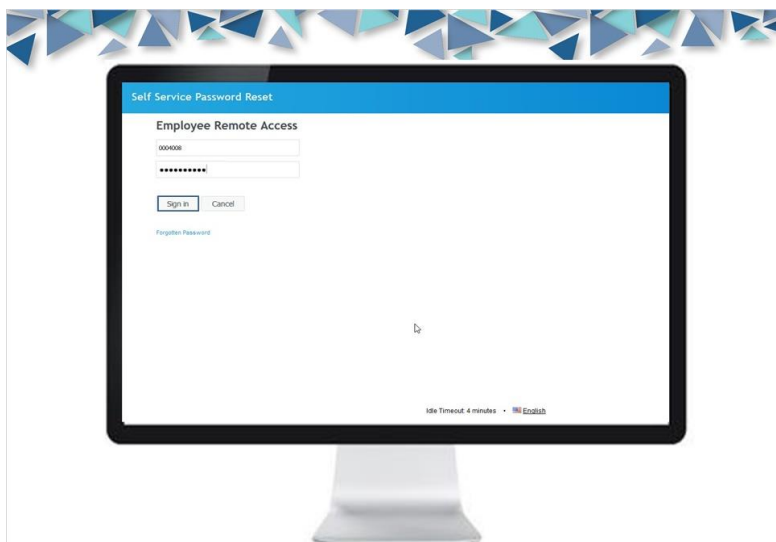 Self Service Password Reset
Employee Remote Access
0004008
●●●●●●●●●●
Sign in Cancel
Forgotten Password
Idle Timeout: 4 minutes • English